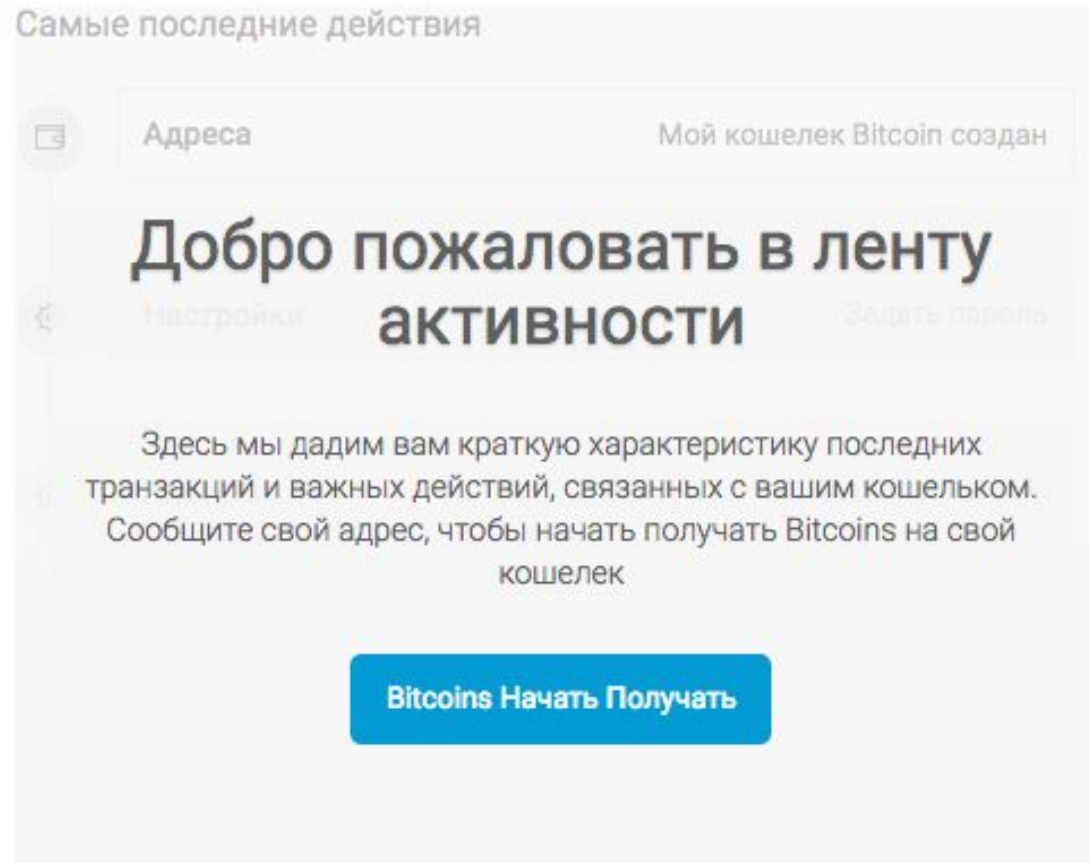 Самые последние действия
Адреса Мой кошелек Bitcoin создан
Добро пожаловать в ленту
активности
Настройки Задать пароль
Здесь мы дадим вам краткую характеристику последних
транзакций и важных действий, связанных с вашим кошельком.
Сообщите свой адрес, чтобы начать получать Bitcoins на свой
кошелек
Bitcoins Начать Получать